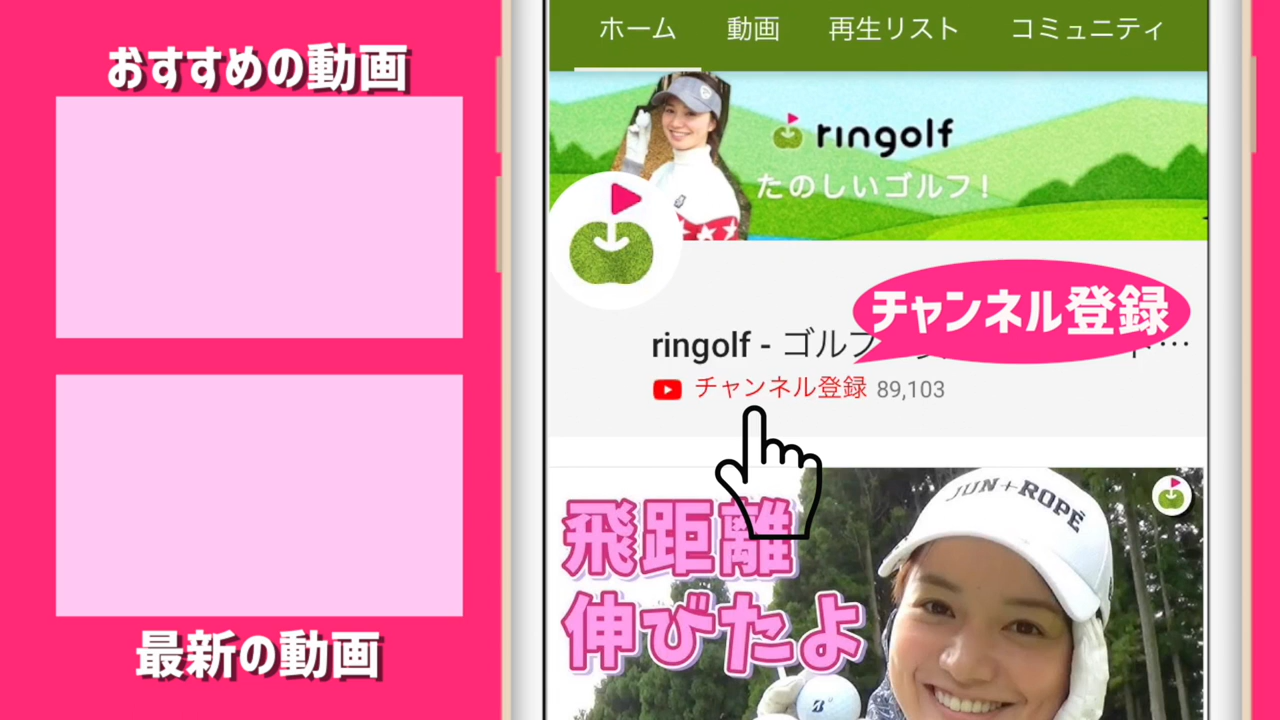 おすすめの動画
最新の動画
ホーム 動画 再生リスト コミュニティ
ringolf
たのしいゴルフ!
チャンネル登録
ringolf - ゴルフ
チャンネル登録 89,103
飛距離
伸びたよ
JUN+ROPÉ
B